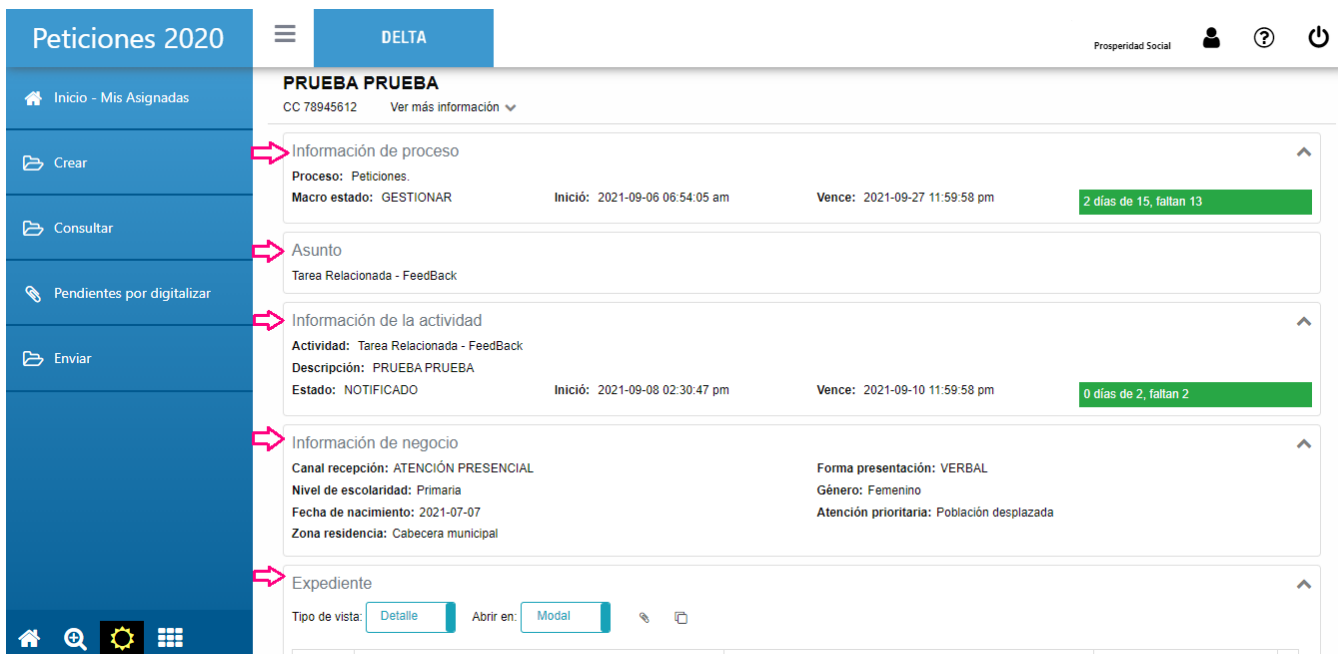 Peticiones 2020
DELTA
Prosperidad Social
Inicio - Mis Asignadas
Crear
Consultar
Pendientes por digitalizar
Enviar
PRUEBA PRUEBA
CC 78945612 Ver más información
Información de proceso
Proceso: Peticiones.
Macro estado: GESTIONAR Inició: 2021-09-06 06:54:05 am Vence: 2021-09-27 11:59:58 pm 2 días de 15, faltan 13
Asunto
Tarea Relacionada - FeedBack
Información de la actividad
Actividad: Tarea Relacionada - FeedBack
Descripción: PRUEBA PRUEBA
Estado: NOTIFICADO Inició: 2021-09-08 02:30:47 pm Vence: 2021-09-10 11:59:58 pm 0 días de 2, faltan 2
Información de negocio
Canal recepción: ATENCIÓN PRESENCIAL Forma presentación: VERBAL
Nivel de escolaridad: Primaria Género: Femenino
Fecha de nacimiento: 2021-07-07 Atención prioritaria: Población desplazada
Zona residencia: Cabecera municipal
Expediente
Tipo de vista: Detalle Abrir en: Modal